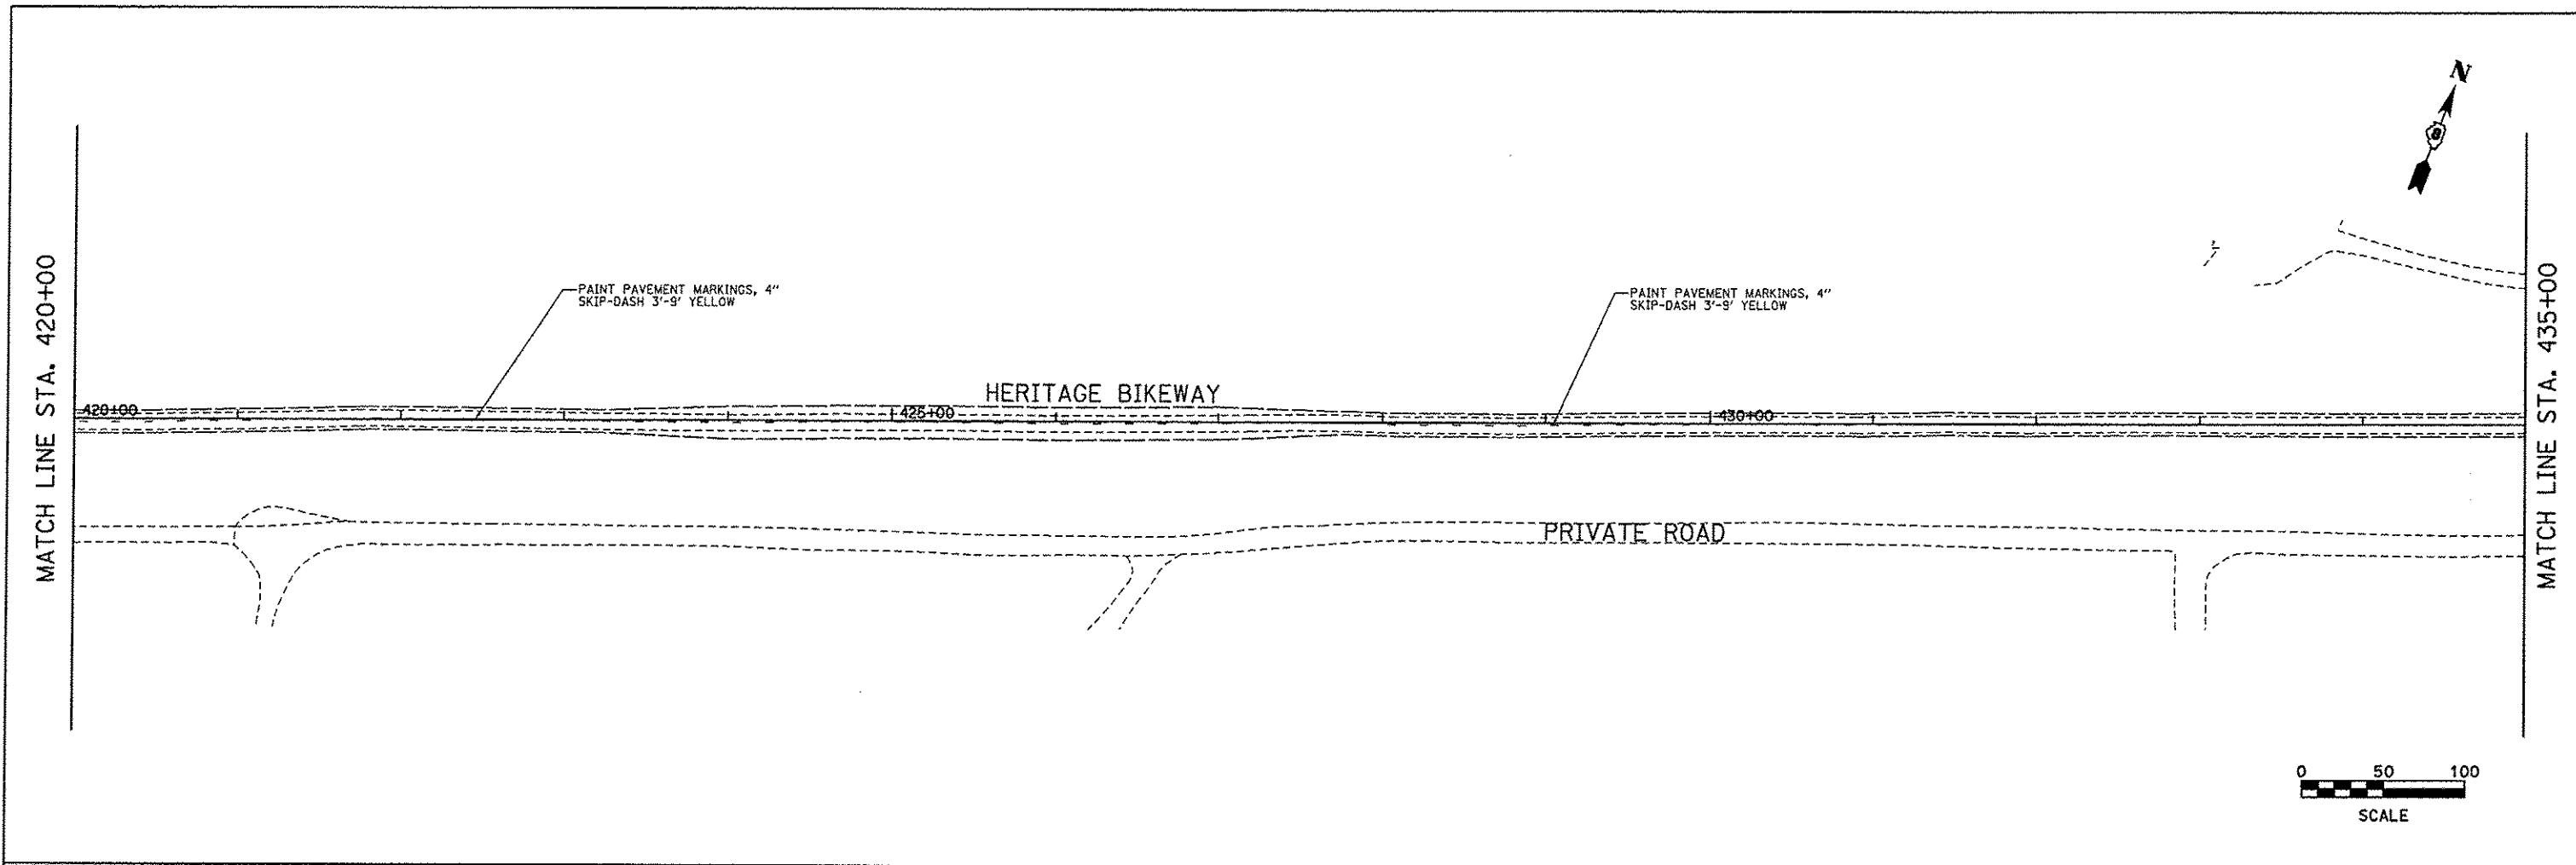 N
MATCH LINE STA. 420+00
PAINT PAVEMENT MARKINGS, 4"
SKIP-DASH 3'-9' YELLOW
PAINT PAVEMENT MARKINGS, 4"
SKIP-DASH 3'-9' YELLOW
MATCH LINE STA. 435+00
HERITAGE BIKEWAY
420+00
425+00
430+00
PRIVATE ROAD
0 50 100
SCALE